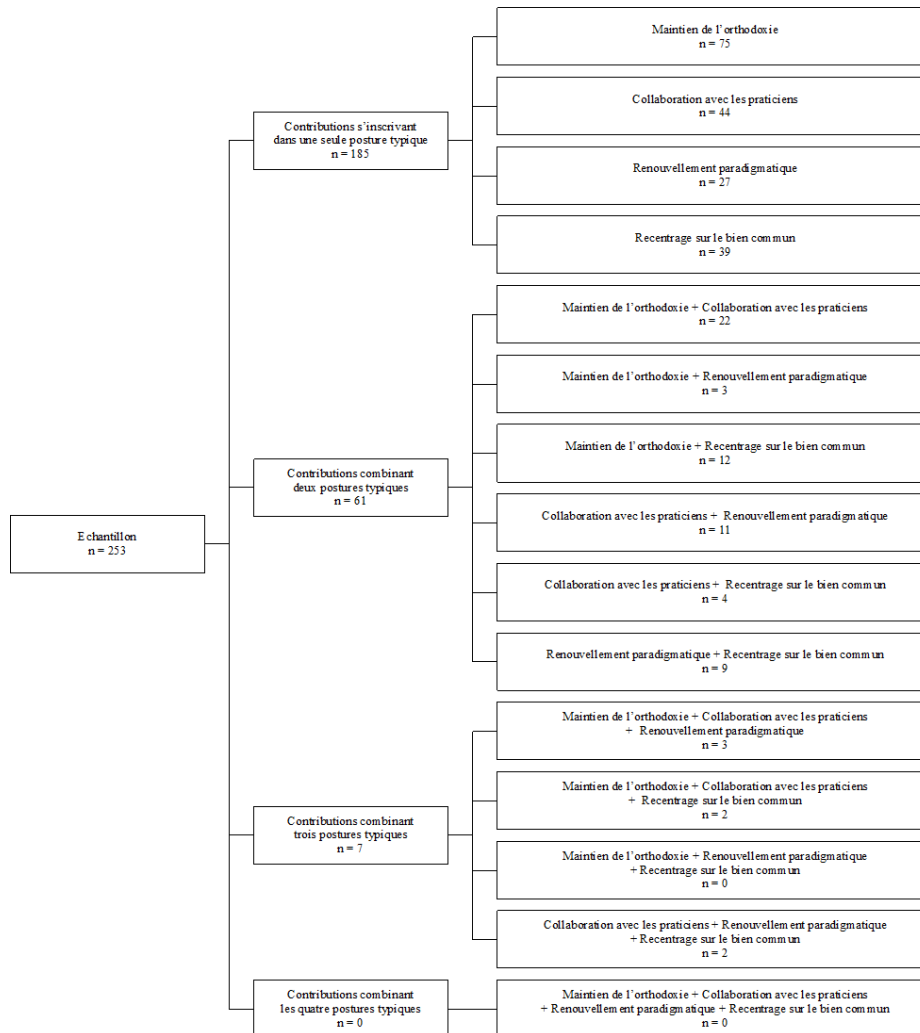 Maintien de l'orthodoxie
n = 75
Collaboration avec les praticiens
n = 44
Contributions s'inscrivant
dans une seule posture typique
n = 185
Renouvellement paradigmatique
n = 27
Recentrage sur le bien commun
n = 39
Maintien de l'orthodoxie + Collaboration avec les praticiens
n = 22
Maintien de l'orthodoxie + Renouvellement paradigmatique
n = 3
Maintien de l'orthodoxie + Recentrage sur le bien commun
n = 12
Contributions combinant
deux postures typiques
n = 61
Collaboration avec les praticiens + Renouvellement paradigmatique
n = 11
Echantillon
n = 253
Collaboration avec les praticiens + Recentrage sur le bien commun
n = 4
Renouvellement paradigmatique + Recentrage sur le bien commun
n = 9
Maintien de l'orthodoxie + Collaboration avec les praticiens
+ Renouvellement paradigmatique
n = 3
Maintien de l'orthodoxie + Collaboration avec les praticiens
+ Recentrage sur le bien commun
n = 2
Contributions combinant
trois postures typiques
n = 7
Maintien de l'orthodoxie + Renouvellement paradigmatique
+Recentrage sur le bien commun
n = 0
Collaboration avec les praticiens + Renouvellement paradigmatique
+Recentrage sur le bien commun
n = 2
Contributions combinant
les quatre postures typiques
n = 0
Maintien de l'orthodoxie + Collaboration avec les praticiens
+ Renouvellement paradigmatique + Recentrage sur le bien commun
n = 0